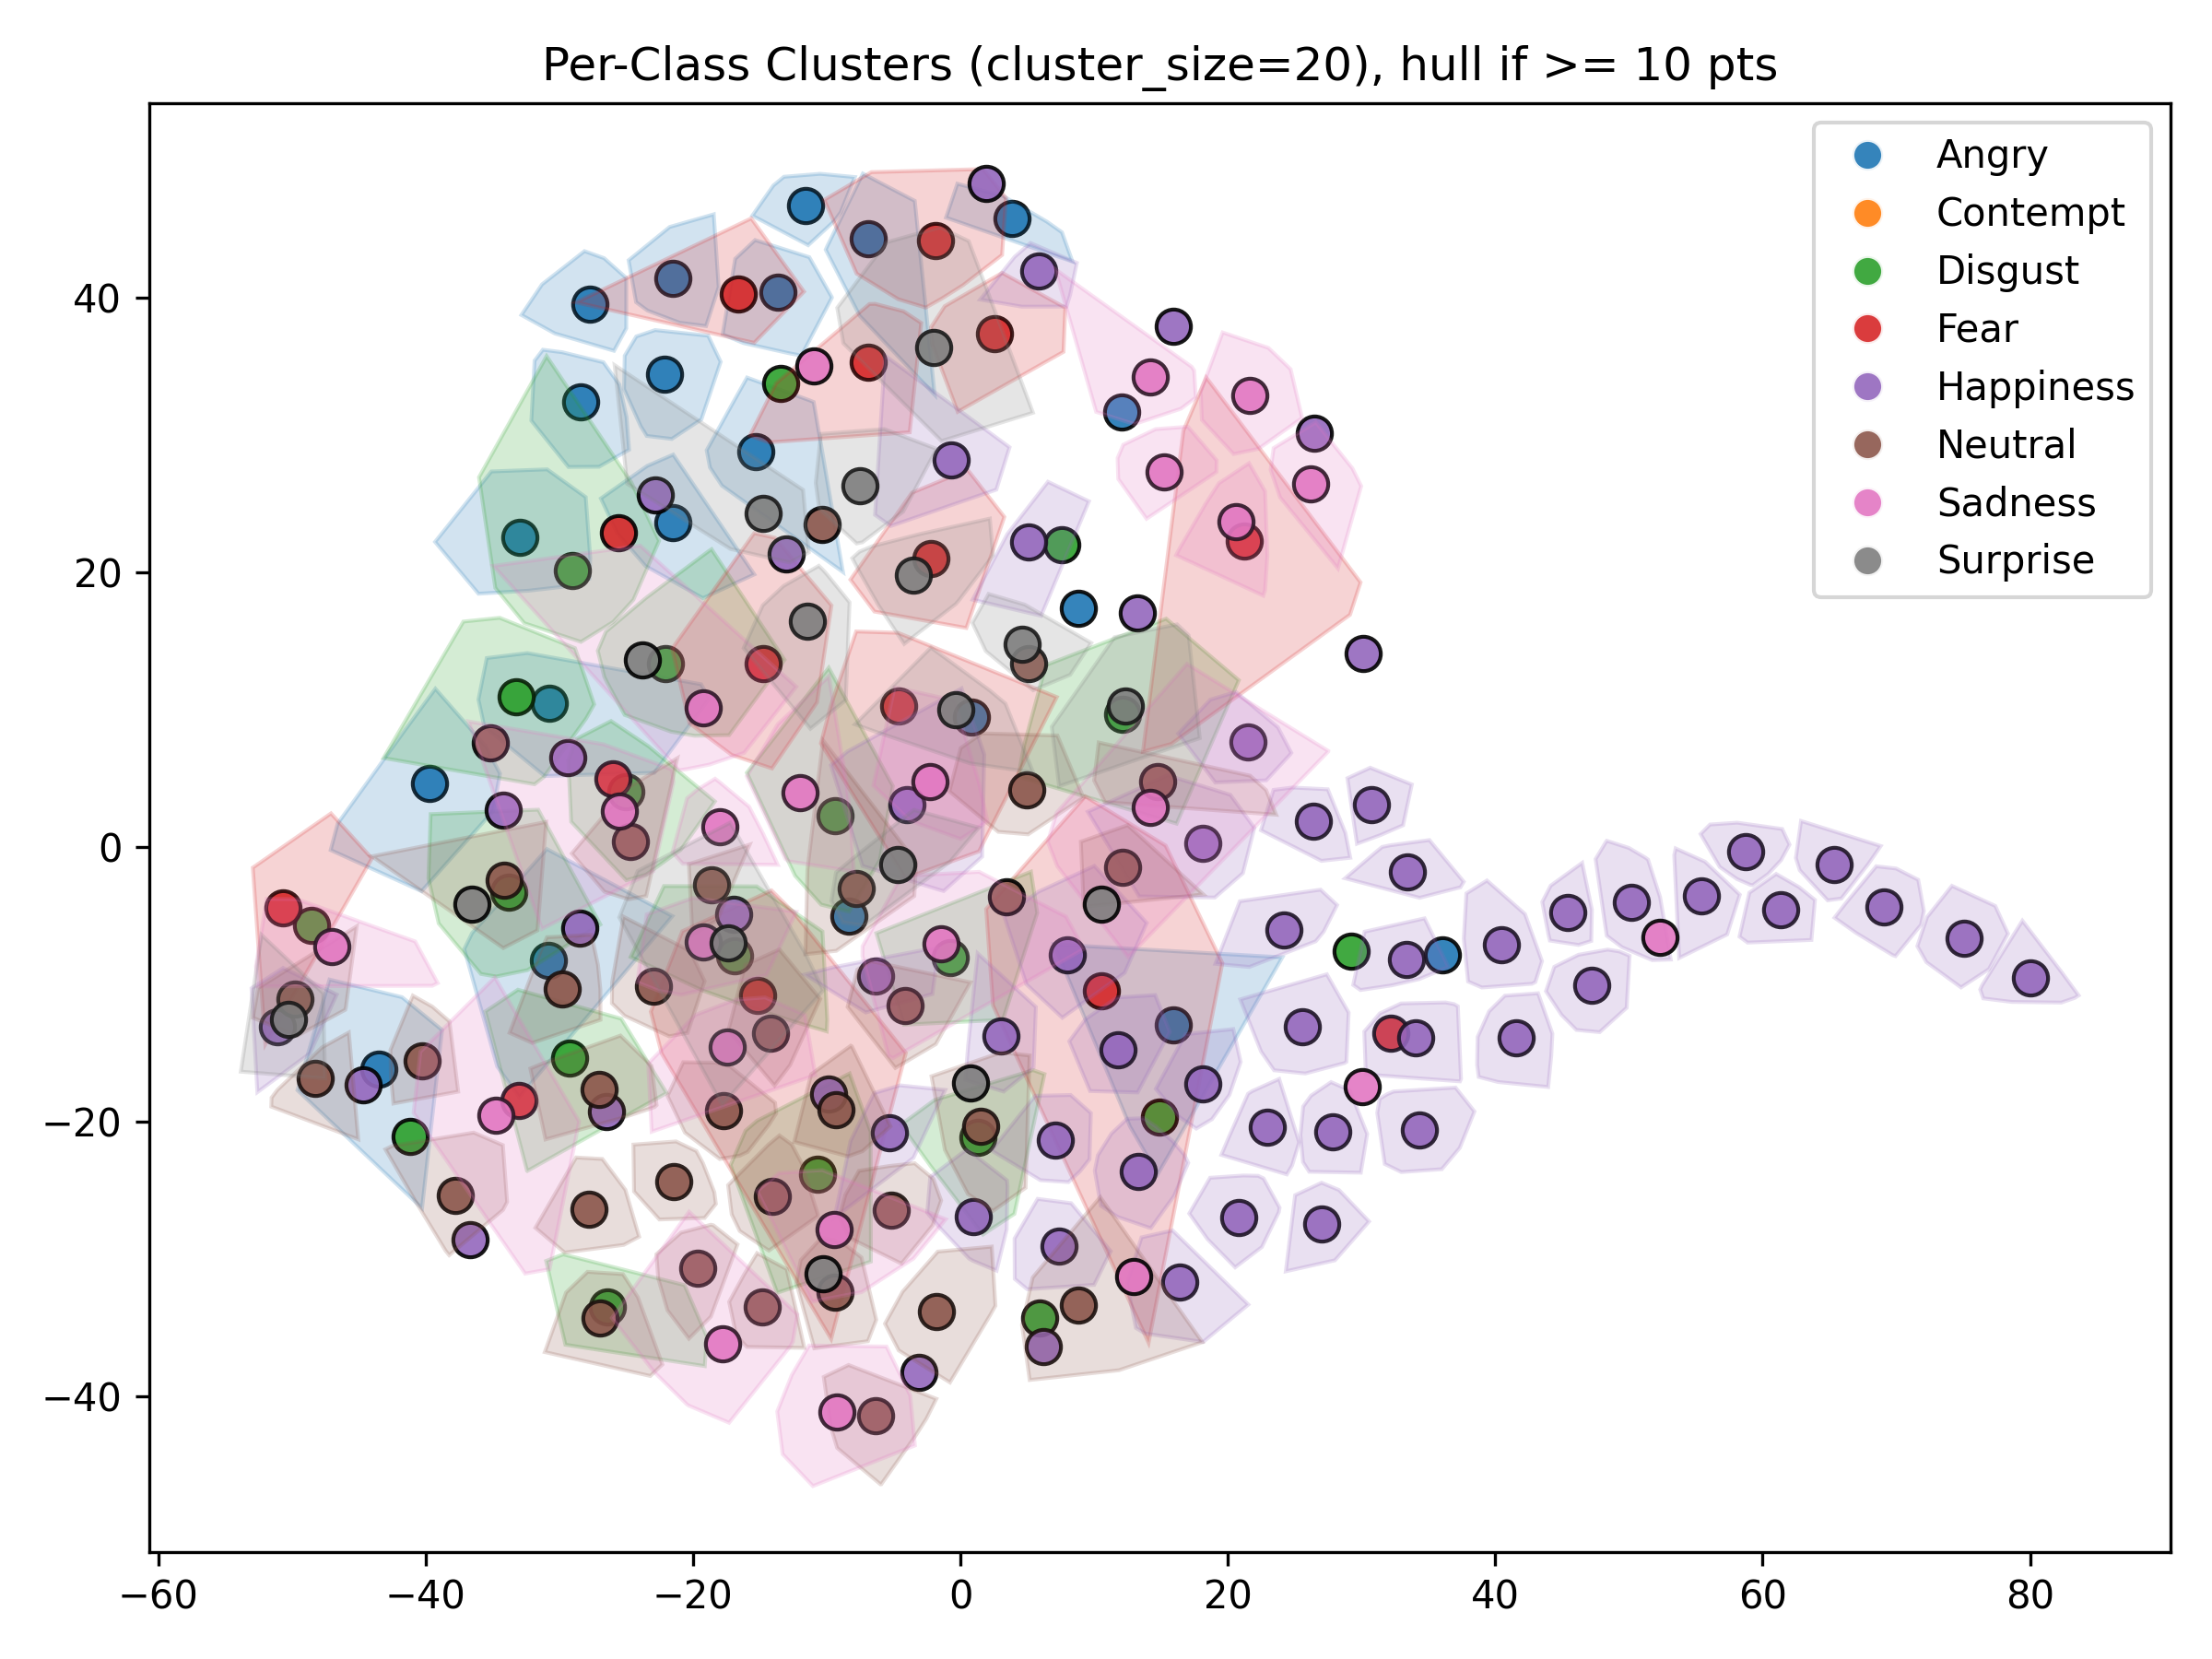 Per-Class Clusters (cluster_size=20), hull if >= 10 pts
Angry
Contempt
Disgust
Fear
Happiness
Neutral
Sadness
Surprise
40
20
0
−20
−40
−60
−40
−20
0
20
40
60
80